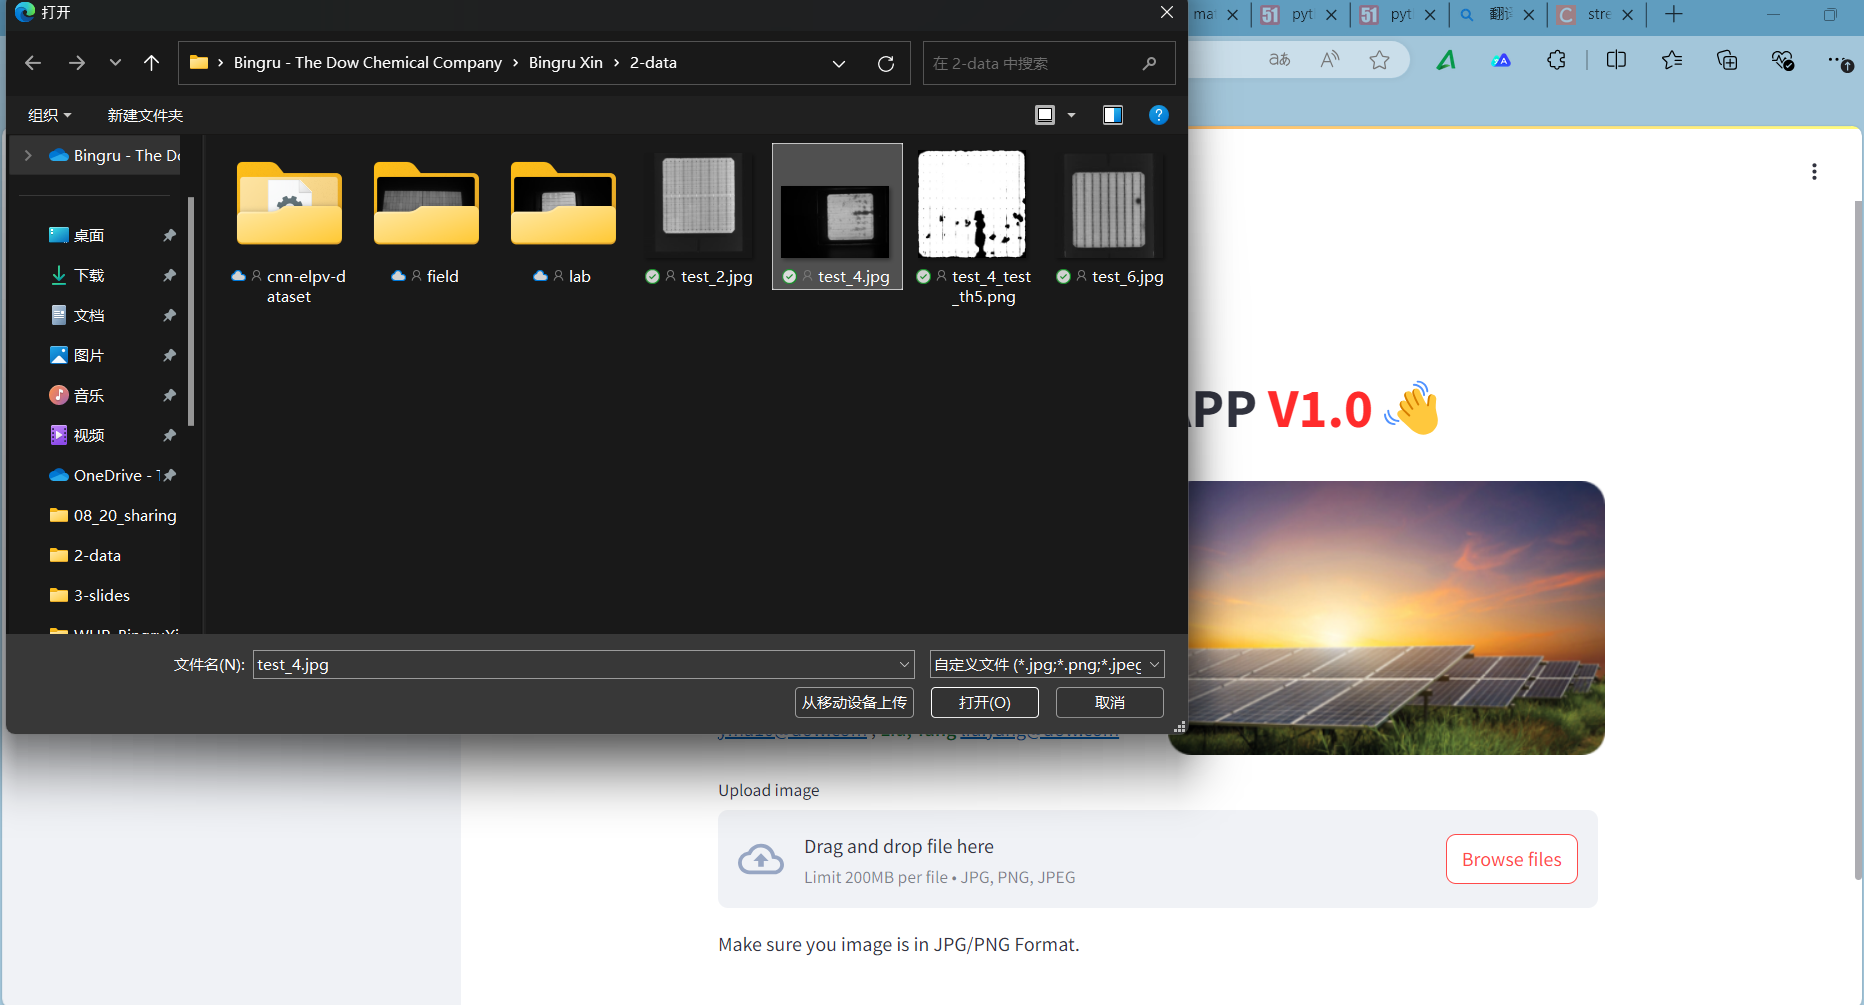 打开
Bingru - The Dow Chemical Company › Bingru Xin › 2-data
在 2-data 中搜索
组织
新建文件夹
Bingru - The D
桌面
下载
文档
图片
音乐
视频
OneDrive -
08_20_sharing
2-data
3-slides
cnn-elpv-d
ataset
field
lab
test_2.jpg
test_4.jpg
test_4_test
_th5.png
test_6.jpg
文件名(N):
test_4.jpg
自定义文件 (*.jpg;*.png;*.jpeg
从移动设备上传
打开(O)
取消
51
pyt
51
pyt
翻
C
stre
aあ
PP V1.0
Upload image
Drag and drop file here
Limit 200MB per file • JPG, PNG, JPEG
Browse files
Make sure you image is in JPG/PNG Format.